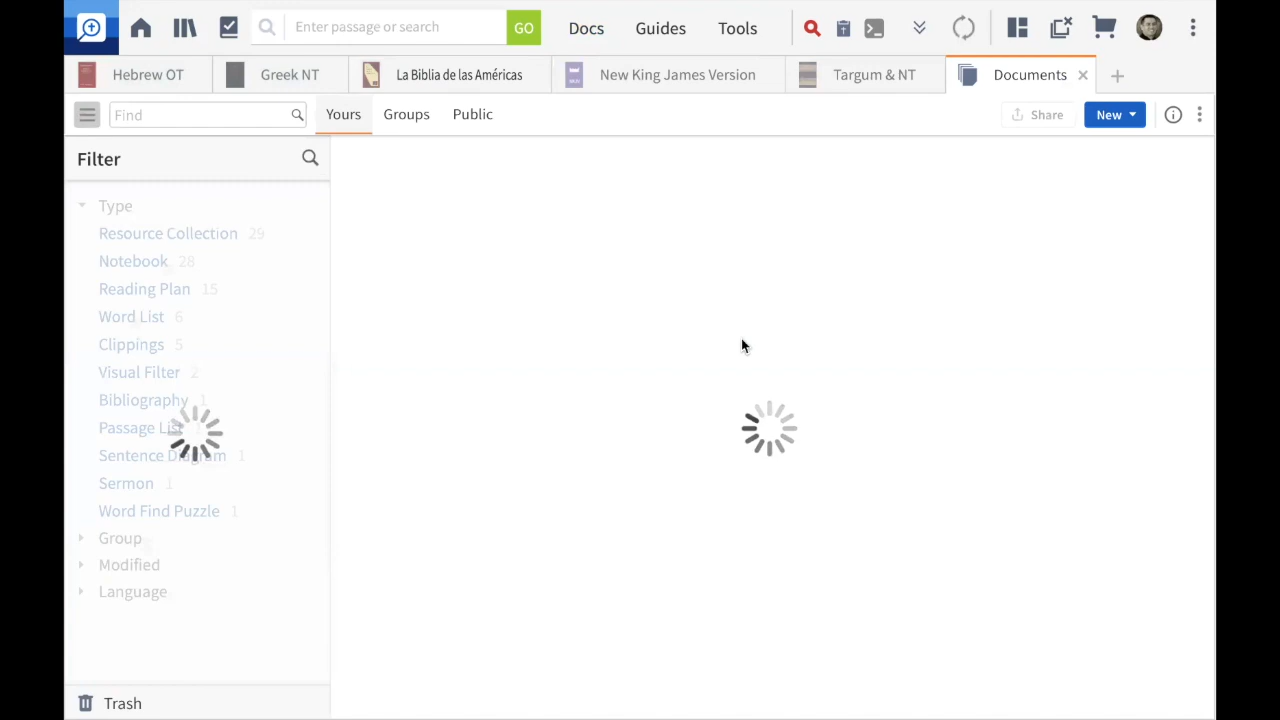 Enter passage or search GO Docs Guides Tools
Hebrew OT Greek NT La Biblia de las Américas New King James Version Targum & NT Documents
Find Yours Groups Public Share New
Filter
Type
Resource Collection 29
Notebook 28
Reading Plan 15
Word List 6
Clippings 5
Visual Filter 2
Bibliography 1
Passage List
Sentence Diagram 1
Sermon 1
Word Find Puzzle 1
Group
Modified
Language
Trash